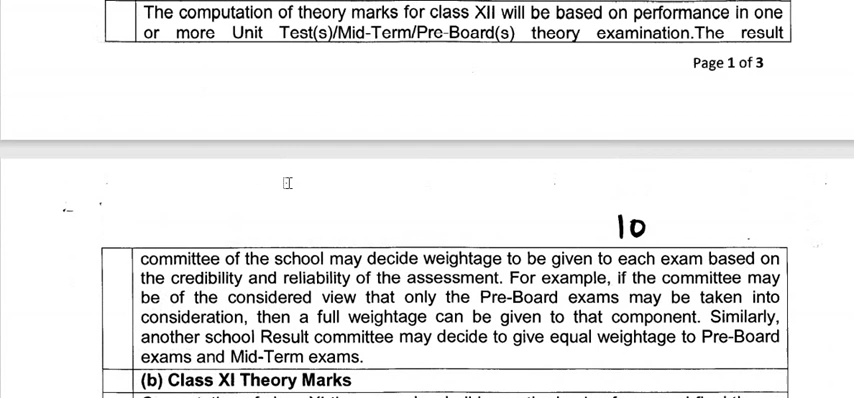 The computation of theory marks for class XII will be based on performance in one
or more Unit Test(s)/Mid-Term/Pre-Board(s) theory examination.The result
Page 1 of 3
10
committee of the school may decide weightage to be given to each exam based on
the credibility and reliability of the assessment. For example, if the committee may
be of the considered view that only the Pre-Board exams may be taken into
consideration, then a full weightage can be given to that component. Similarly,
another school Result committee may decide to give equal weightage to Pre-Board
exams and Mid-Term exams.
(b) Class XI Theory Marks